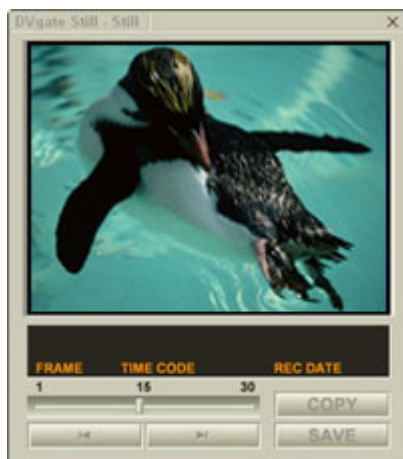 DVgate Still - Still
FRAME TIME CODE REC DATE
1 15 30
COPY
SAVE